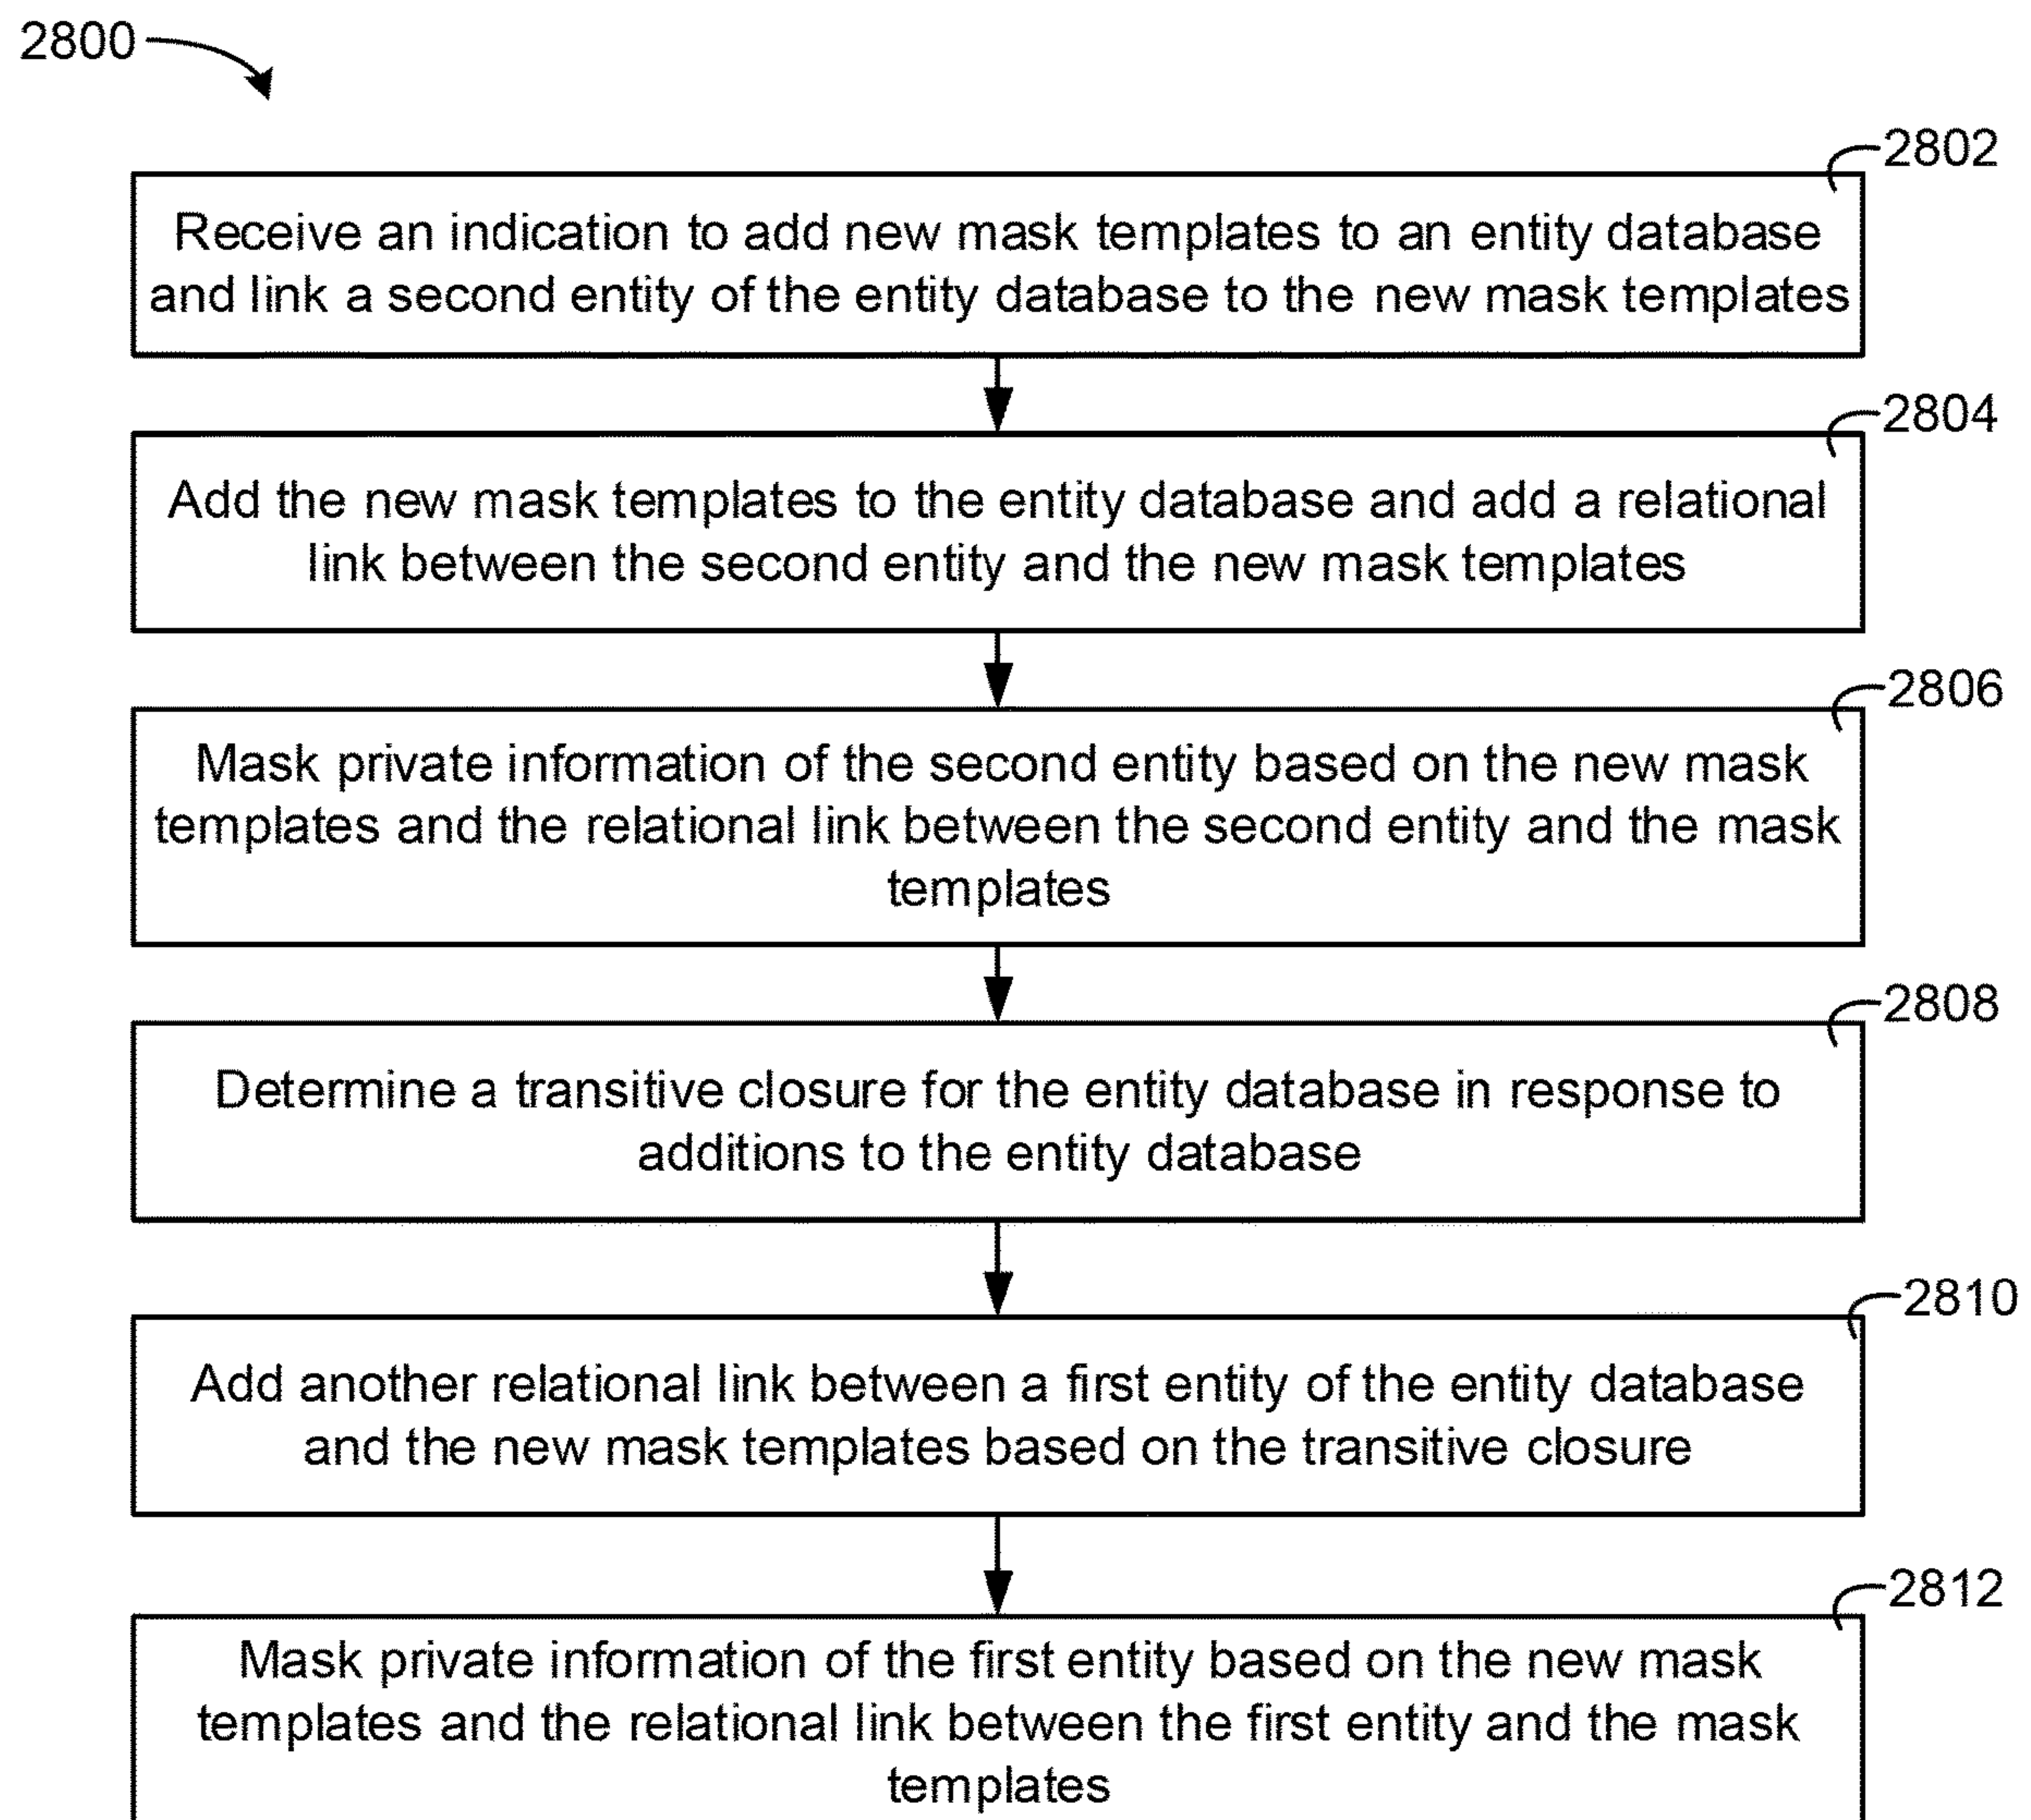 2800
2802
Receive an indication to add new mask templates to an entity database
and link a second entity of the entity database to the new mask templates
2804
Add the new mask templates to the entity database and add a relational
link between the second entity and the new mask templates
2806
Mask private information of the second entity based on the new mask
templates and the relational link between the second entity and the mask
templates
2808
Determine a transitive closure for the entity database in response to
additions to the entity database
2810
Add another relational link between a first entity of the entity database
and the new mask templates based on the transitive closure
2812
Mask private information of the first entity based on the new mask
templates and the relational link between the first entity and the mask
templates